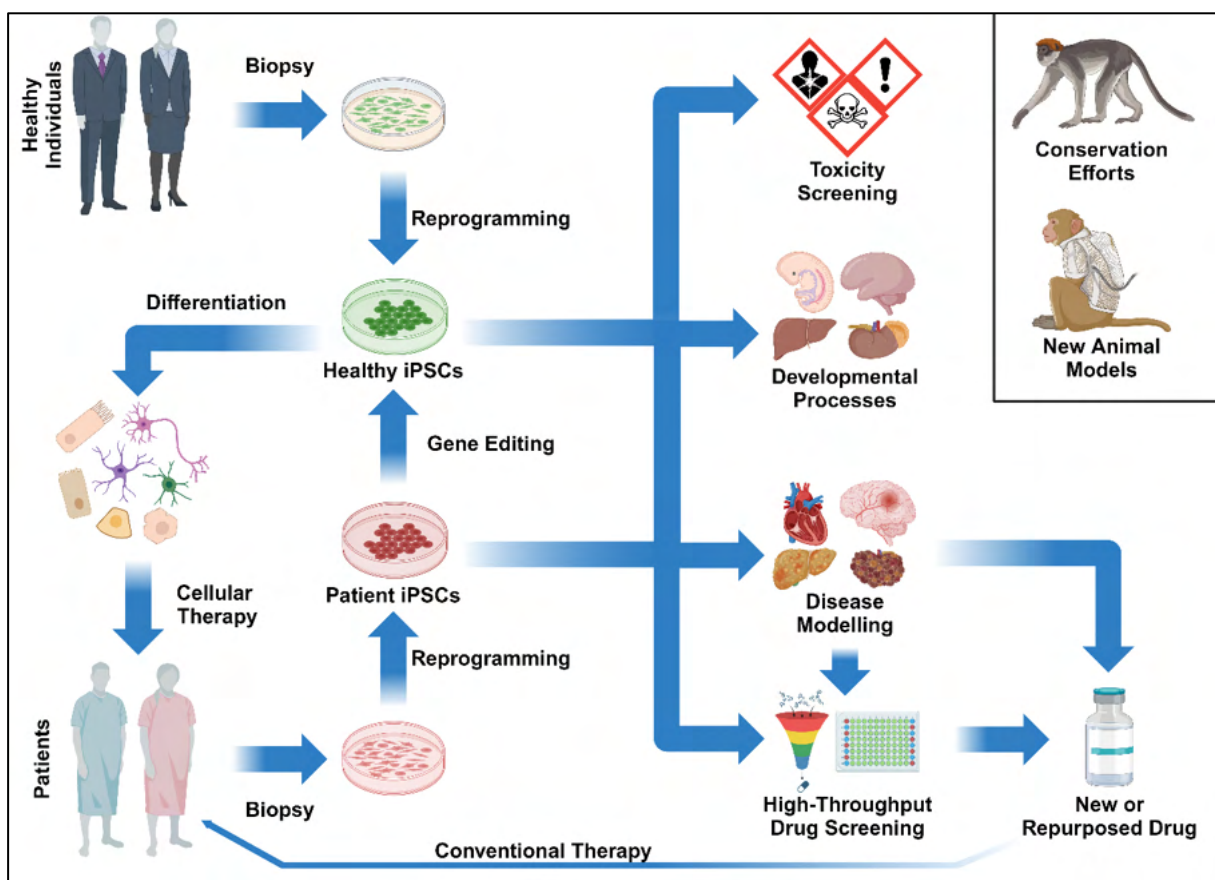 Healthy
Individuals
Biopsy
Reprogramming
Differentiation
Healthy iPSCs
Gene Editing
Patient iPSCs
Cellular
Therapy
Reprogramming
Patients
Biopsy
Conventional Therapy
Toxicity
Screening
Developmental
Processes
Disease
Modelling
High-Throughput
Drug Screening
New or
Repurposed Drug
Conservation
Efforts
New Animal
Models